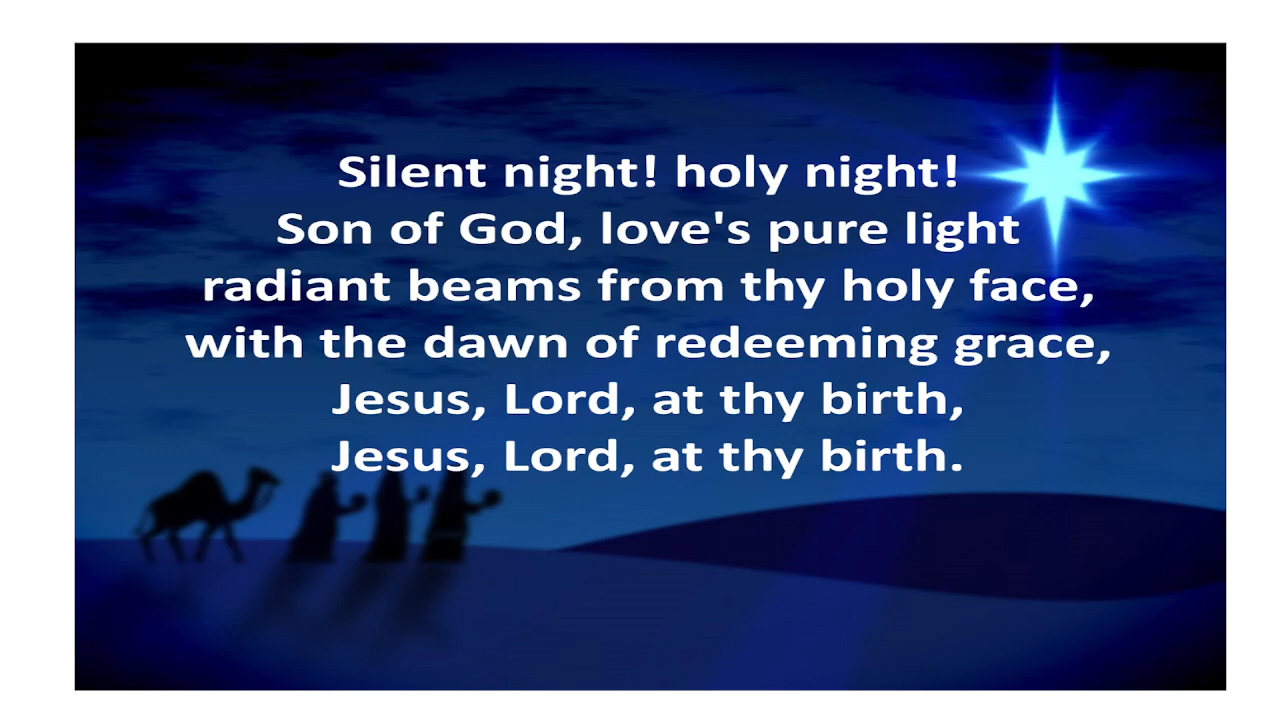 Silent night! holy night!
Son of God, love's pure light
radiant beams from thy holy face,
with the dawn of redeeming grace,
Jesus, Lord, at thy birth,
Jesus, Lord, at thy birth.